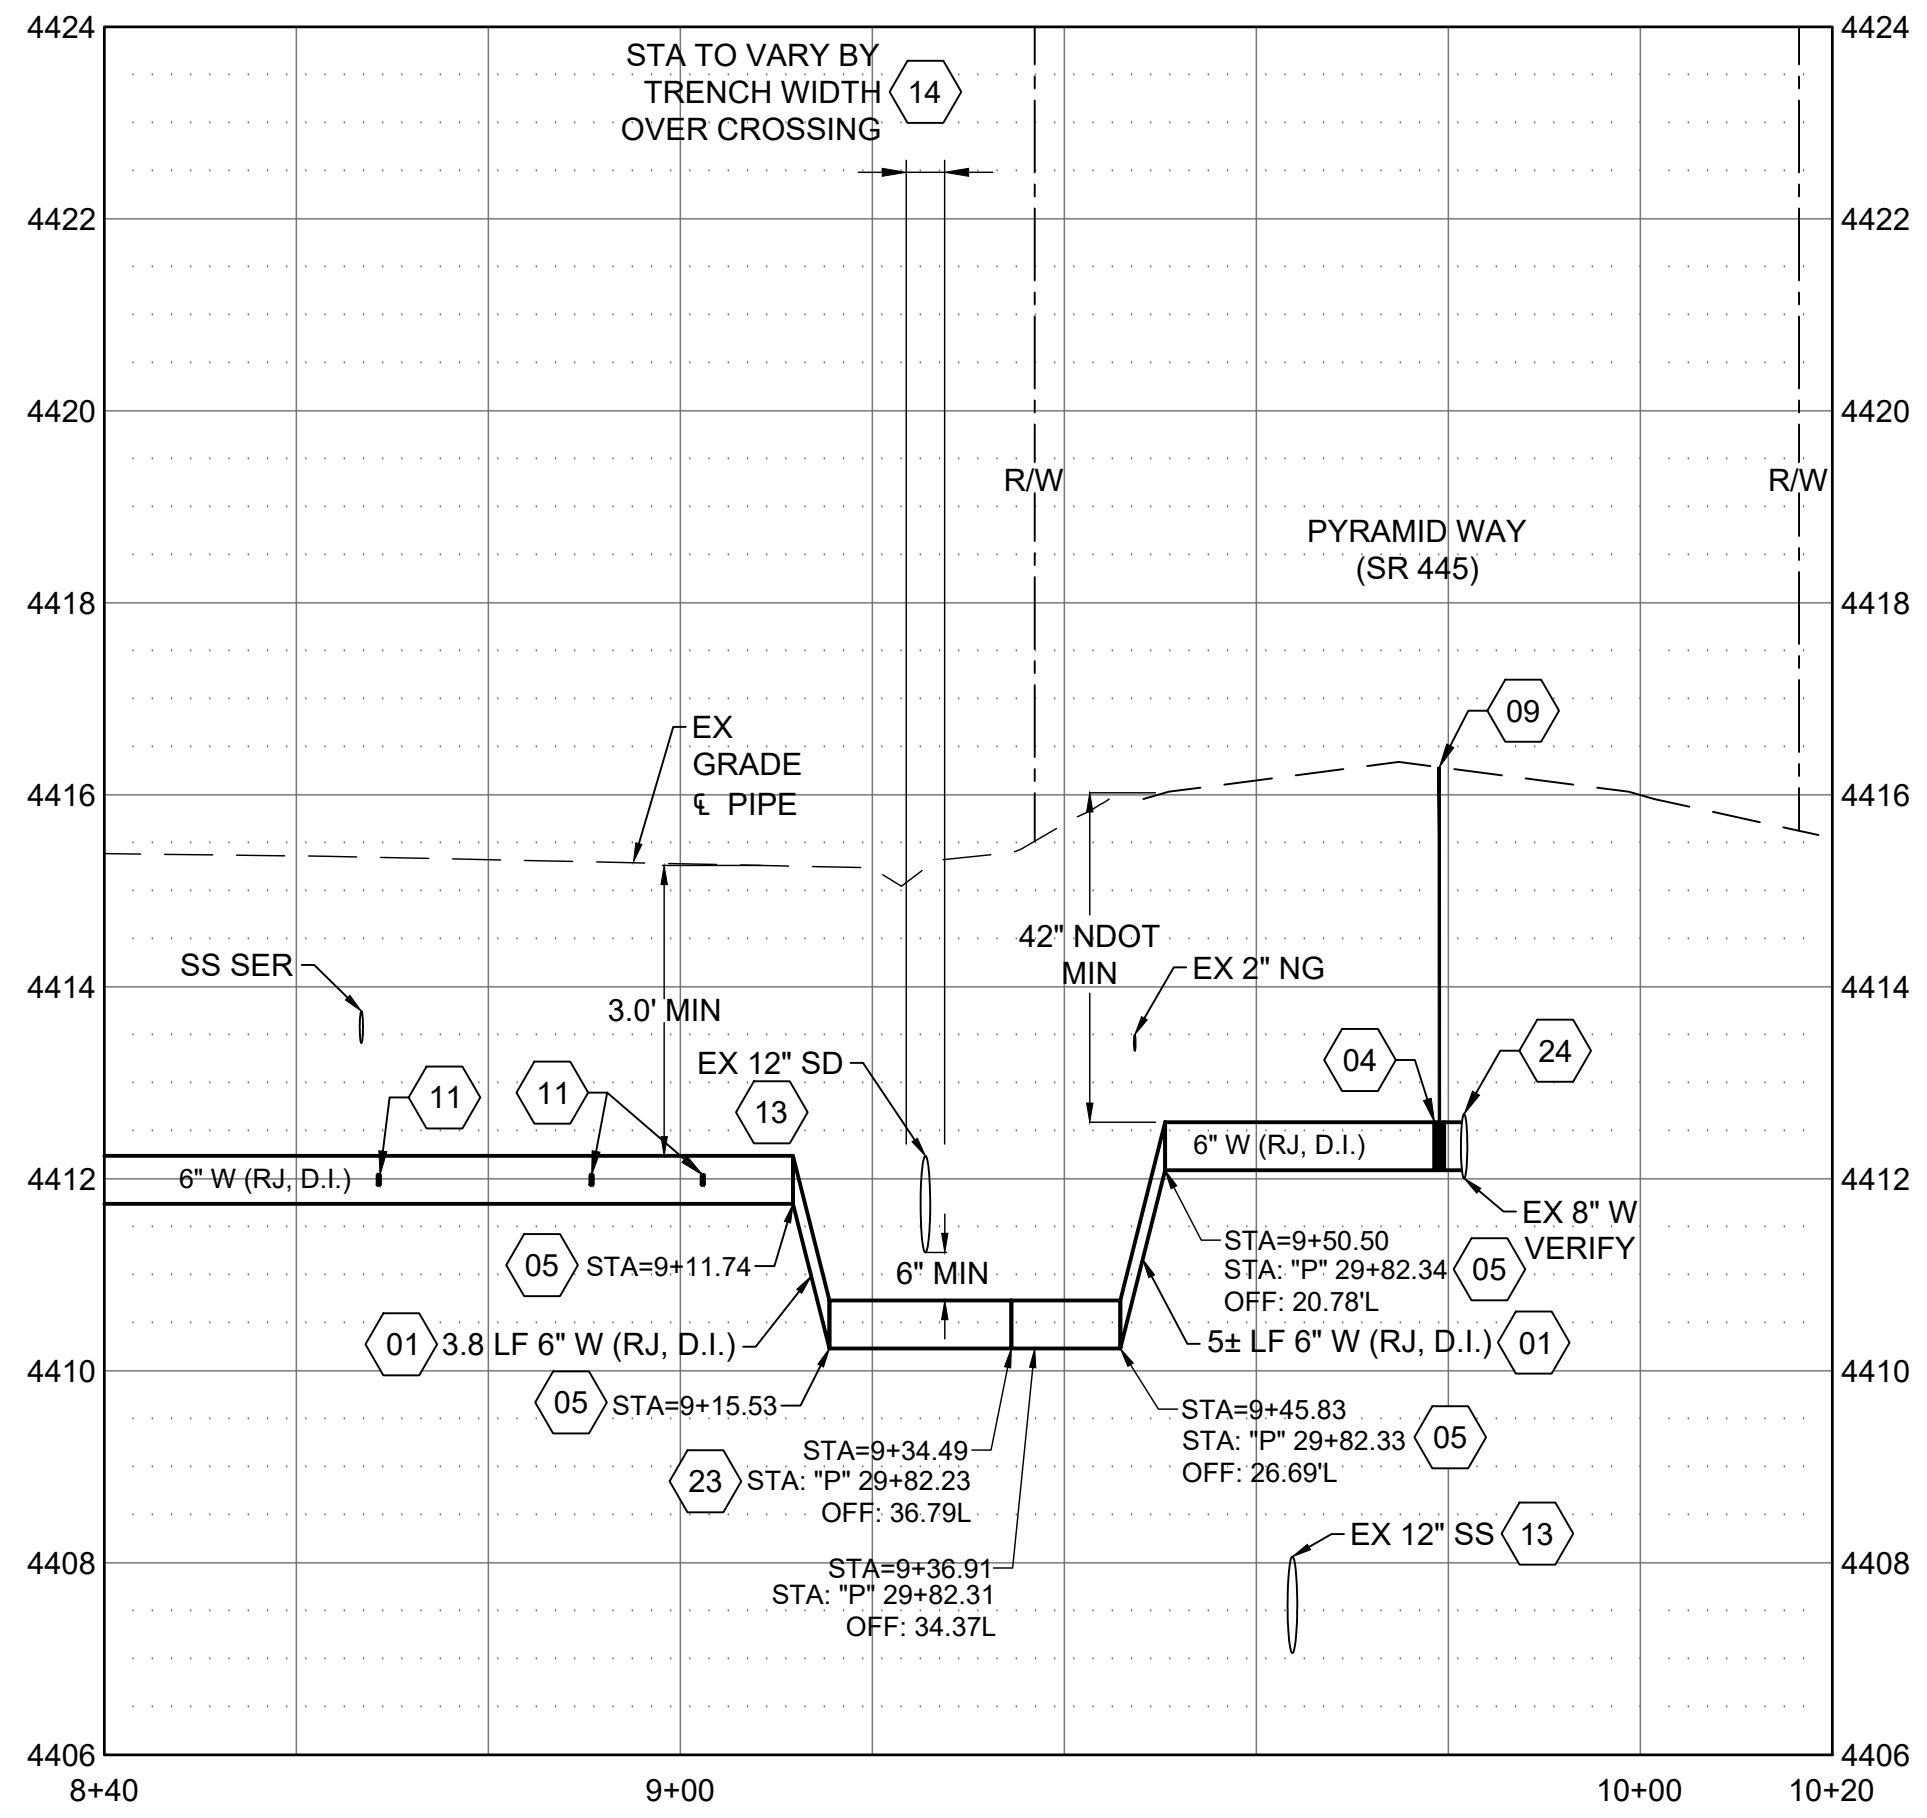 4424
4424
STA TO VARY BY
TRENCH WIDTH
OVER CROSSING
14
4422
4422
4420
4420
R/W
R/W
PYRAMID WAY
(SR 445)
4418
4418
09
EX
GRADE
℄ PIPE
4416
4416
42" NDOT
MIN
SS SER
EX 2" NG
4414
4414
3.0' MIN
EX 12" SD
13
04
24
11
11
6" W (RJ, D.I.)
6" W (RJ, D.I.)
4412
4412
EX 8" W
VERIFY
05
STA=9+11.74
6" MIN
STA=9+50.50
STA: "P" 29+82.34
OFF: 20.78'L
05
01
3.8 LF 6" W (RJ, D.I.)
5± LF 6" W (RJ, D.I.)
01
4410
4410
05
STA=9+15.53
STA=9+45.83
STA: "P" 29+82.33
OFF: 26.69'L
05
23
STA=9+34.49
STA: "P" 29+82.23
OFF: 36.79L
EX 12" SS
13
4408
4408
STA=9+36.91
STA: "P" 29+82.31
OFF: 34.37L
4406
4406
8+40
9+00
10+00
10+20